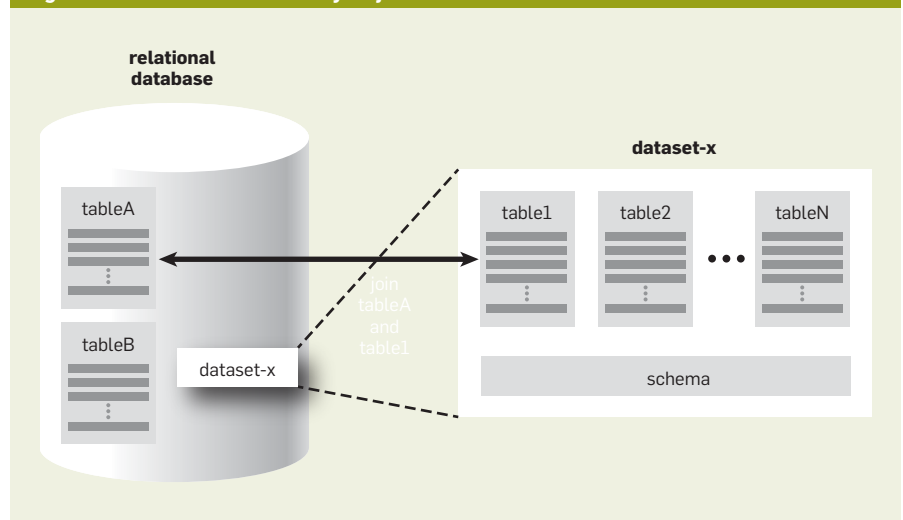 relational
database
dataset-x
tableA
table1
table2
tableN
join
tableA
and
table1
tableB
dataset-x
schema